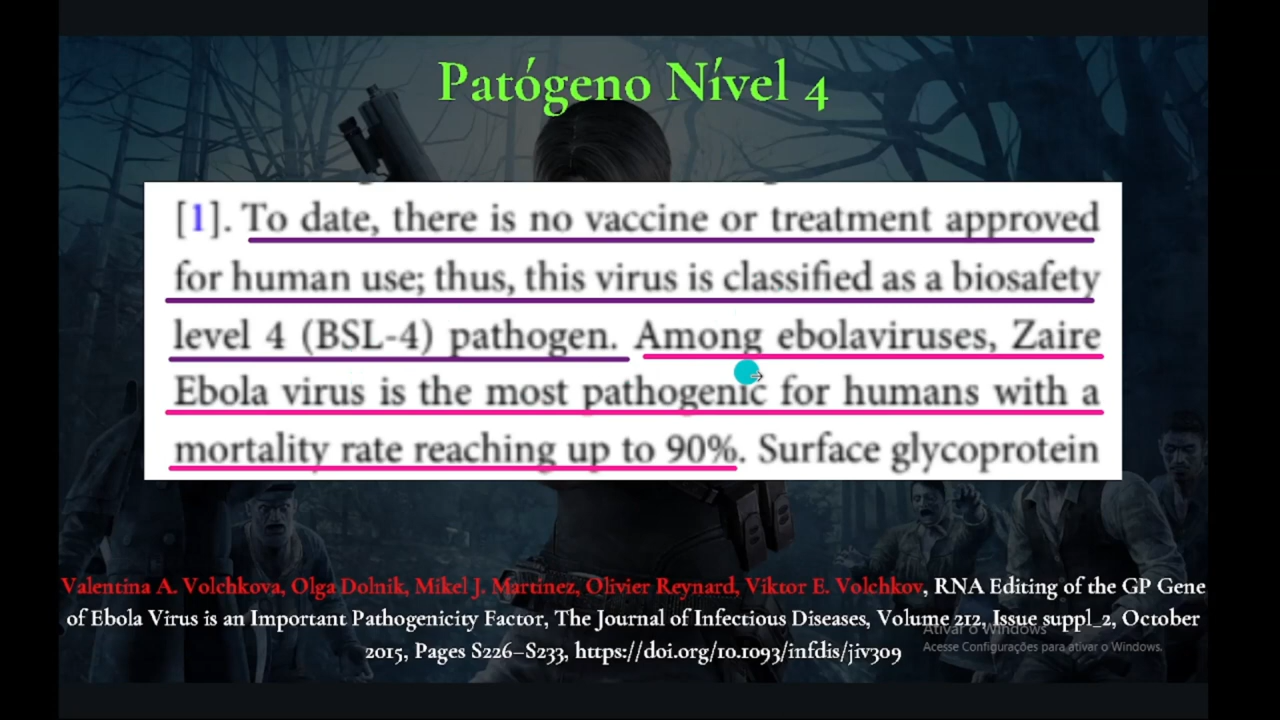 Patógeno Nível 4
[1]. To date, there is no vaccine or treatment approved
for human use; thus, this virus is classified as a biosafety
level 4 (BSL-4) pathogen. Among ebolaviruses, Zaire
Ebola virus is the most pathogenic for humans with a
mortality rate reaching up to 90%. Surface glycoprotein
Valentina A. Volchkova, Olga Dolnik, Mikel J. Martinez, Olivier Reynard, Viktor E. Volchkov, RNA Editing of the GP Gene
of Ebola Virus is an Important Pathogenicity Factor, The Journal of Infectious Diseases, Volume 212, Issue suppl_2, October
2015, Pages S226–S233, https://doi.org/10.1093/infdis/jiv309
Ativar o Windows
Acesse Configurações para ativar o Windows.